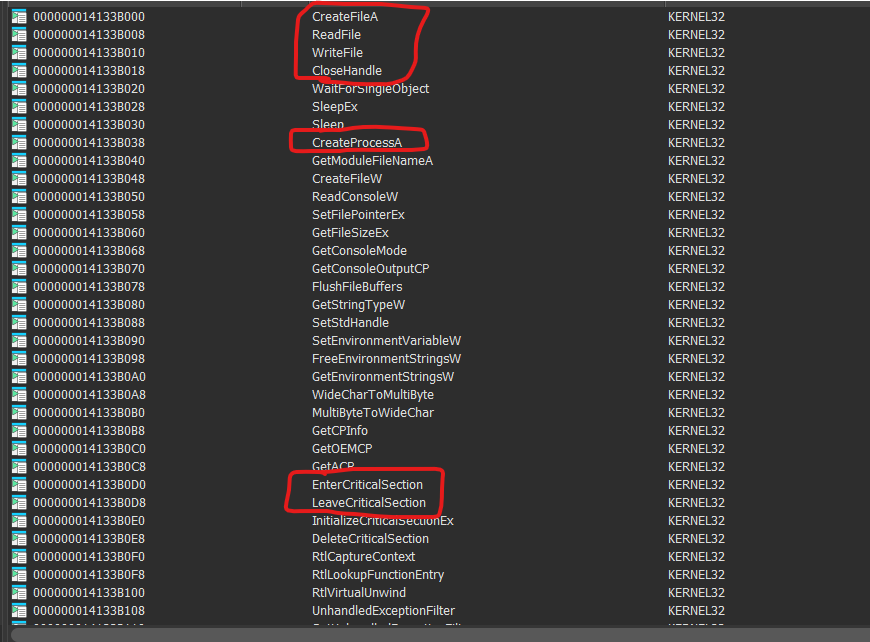 000000014133B000 CreateFileA KERNEL32
000000014133B008 ReadFile KERNEL32
000000014133B010 WriteFile KERNEL32
000000014133B018 CloseHandle KERNEL32
000000014133B020 WaitForSingleObject KERNEL32
000000014133B028 SleepEx KERNEL32
000000014133B030 Sleep KERNEL32
000000014133B038 CreateProcessA KERNEL32
000000014133B040 GetModuleFileNameA KERNEL32
000000014133B048 CreateFileW KERNEL32
000000014133B050 ReadConsoleW KERNEL32
000000014133B058 SetFilePointerEx KERNEL32
000000014133B060 GetFileSizeEx KERNEL32
000000014133B068 GetConsoleMode KERNEL32
000000014133B070 GetConsoleOutputCP KERNEL32
000000014133B078 FlushFileBuffers KERNEL32
000000014133B080 GetStringTypeW KERNEL32
000000014133B088 SetStdHandle KERNEL32
000000014133B090 SetEnvironmentVariableW KERNEL32
000000014133B098 FreeEnvironmentStringsW KERNEL32
000000014133B0A0 GetEnvironmentStringsW KERNEL32
000000014133B0A8 WideCharToMultiByte KERNEL32
000000014133B0B0 MultiByteToWideChar KERNEL32
000000014133B0B8 GetCPInfo KERNEL32
000000014133B0C0 GetOEMCP KERNEL32
000000014133B0C8 GetACP KERNEL32
000000014133B0D0 EnterCriticalSection KERNEL32
000000014133B0D8 LeaveCriticalSection KERNEL32
000000014133B0E0 InitializeCriticalSectionEx KERNEL32
000000014133B0E8 DeleteCriticalSection KERNEL32
000000014133B0F0 RtlCaptureContext KERNEL32
000000014133B0F8 RtlLookupFunctionEntry KERNEL32
000000014133B100 RtlVirtualUnwind KERNEL32
000000014133B108 UnhandledExceptionFilter KERNEL32